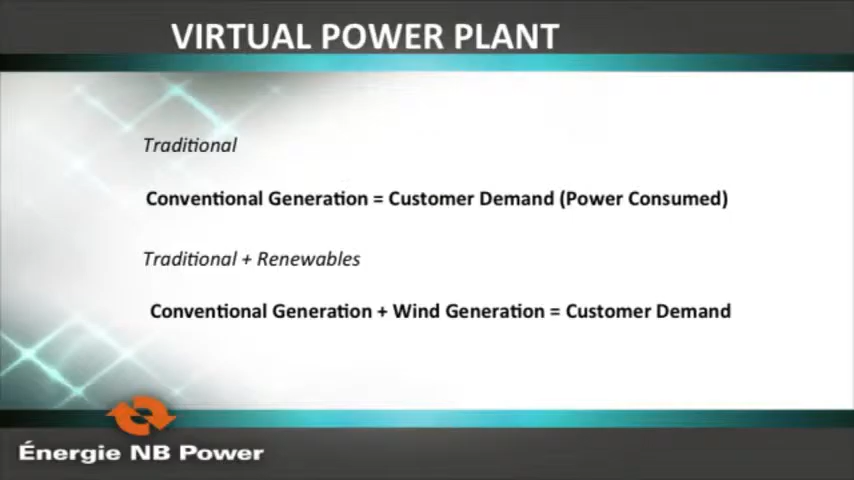 VIRTUAL POWER PLANT
Traditional
Conventional Generation = Customer Demand (Power Consumed)
Traditional + Renewables
Conventional Generation + Wind Generation = Customer Demand
Énergie NB Power